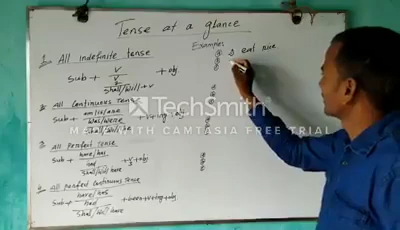 Tense at a glance
1. All indefinite tense
Sub + v / v2 / shall/will + v + obj
2. All Continuous Tense
Sub + am/is/are / was/were / shall/will be + v + ing + obj
3. All Perfect Tense
Sub + have/has / had / shall/will have + v3 + obj
4. All perfect Continuous Tense
Sub + have/has / had / shall/will have + been + v + ing + obj
Examples
I eat rice
TechSmith
MADE WITH CAMTASIA FREE TRIAL